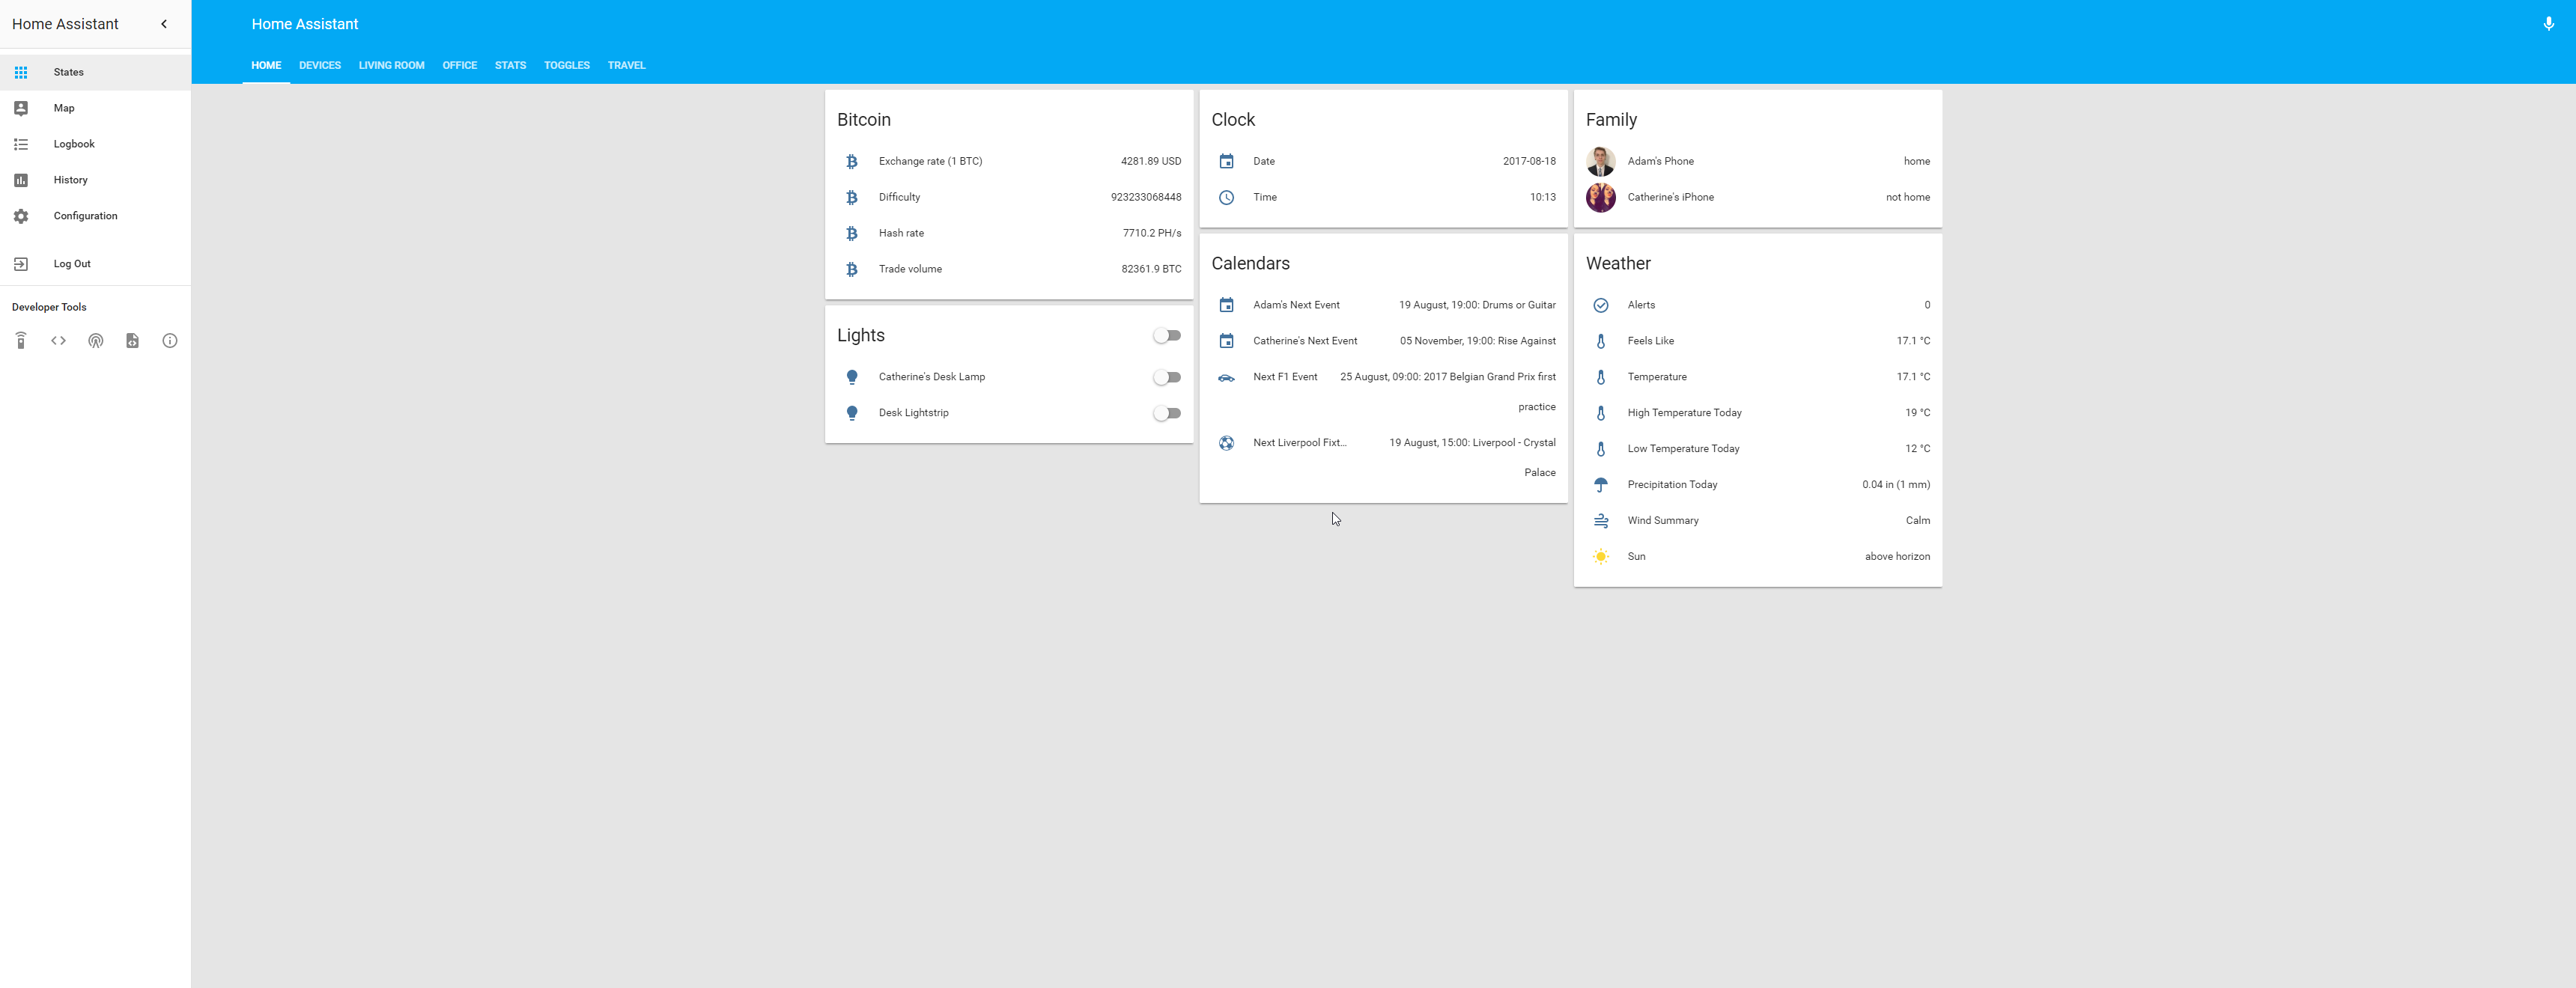 Home Assistant
States
Map
Logbook
History
Configuration
Log Out
Developer Tools
Home Assistant
HOME DEVICES LIVING ROOM OFFICE STATS TOGGLES TRAVEL
Bitcoin
Exchange rate (1 BTC) 4281.89 USD
Difficulty 923233068448
Hash rate 7710.2 PH/s
Trade volume 82361.9 BTC
Lights
Catherine's Desk Lamp
Desk Lightstrip
Clock
Date 2017-08-18
Time 10:13
Calendars
Adam's Next Event 19 August, 19:00: Drums or Guitar
Catherine's Next Event 05 November, 19:00: Rise Against
Next F1 Event 25 August, 09:00: 2017 Belgian Grand Prix first
practice
Next Liverpool Fixt... 19 August, 15:00: Liverpool - Crystal
Palace
Family
Adam's Phone home
Catherine's iPhone not home
Weather
Alerts 0
Feels Like 17.1 °C
Temperature 17.1 °C
High Temperature Today 19 °C
Low Temperature Today 12 °C
Precipitation Today 0.04 in (1 mm)
Wind Summary Calm
Sun above horizon